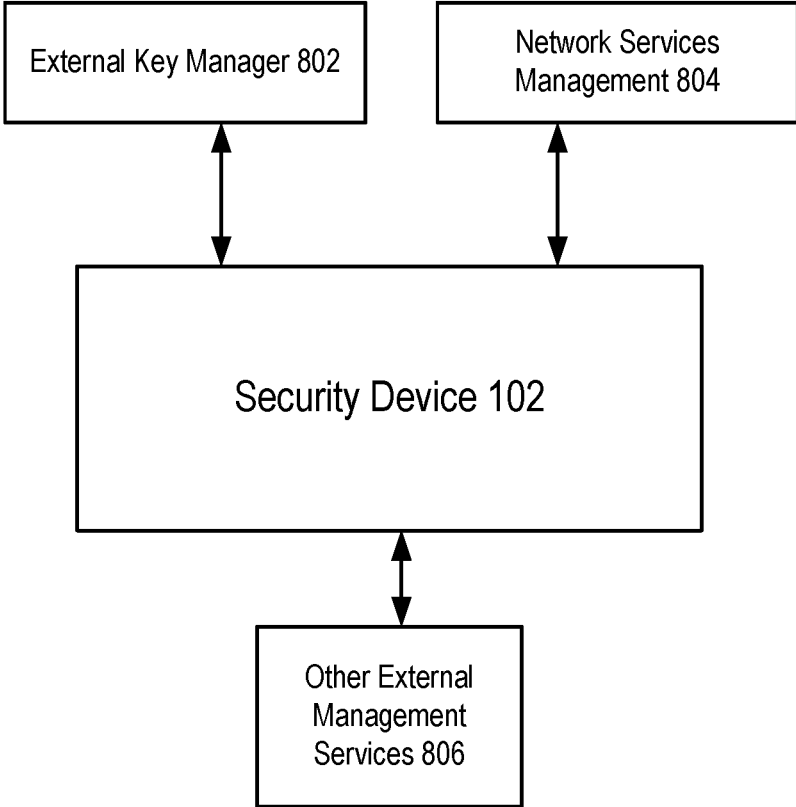 External Key Manager 802
Network Services
Management 804
Security Device 102
Other External
Management
Services 806